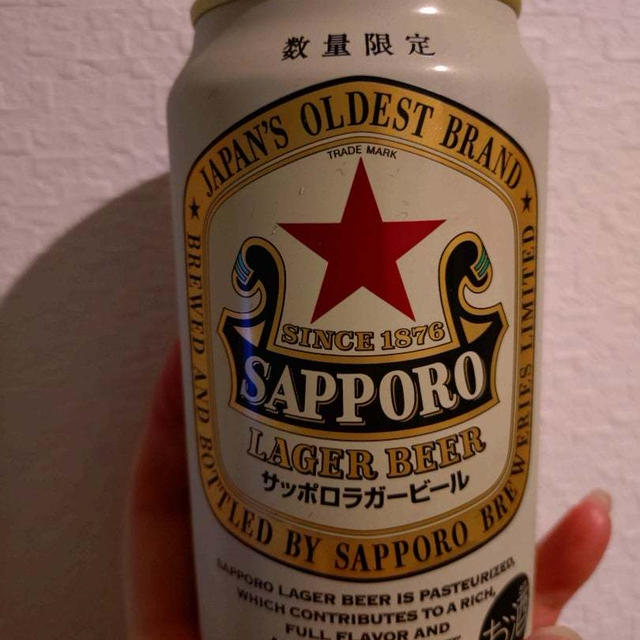 数量限定
JAPAN'S OLDEST BRAND
TRADE MARK
SINCE 1876
SAPPORO
LAGER BEER
サッポロラガービール
★ BREWED AND BOTTLED BY SAPPORO BREWERIES LIMITED ★
SAPPORO LAGER BEER IS PASTEURIZED,
WHICH CONTRIBUTES TO A RICH,
FULL FLAVOR AND
お酒